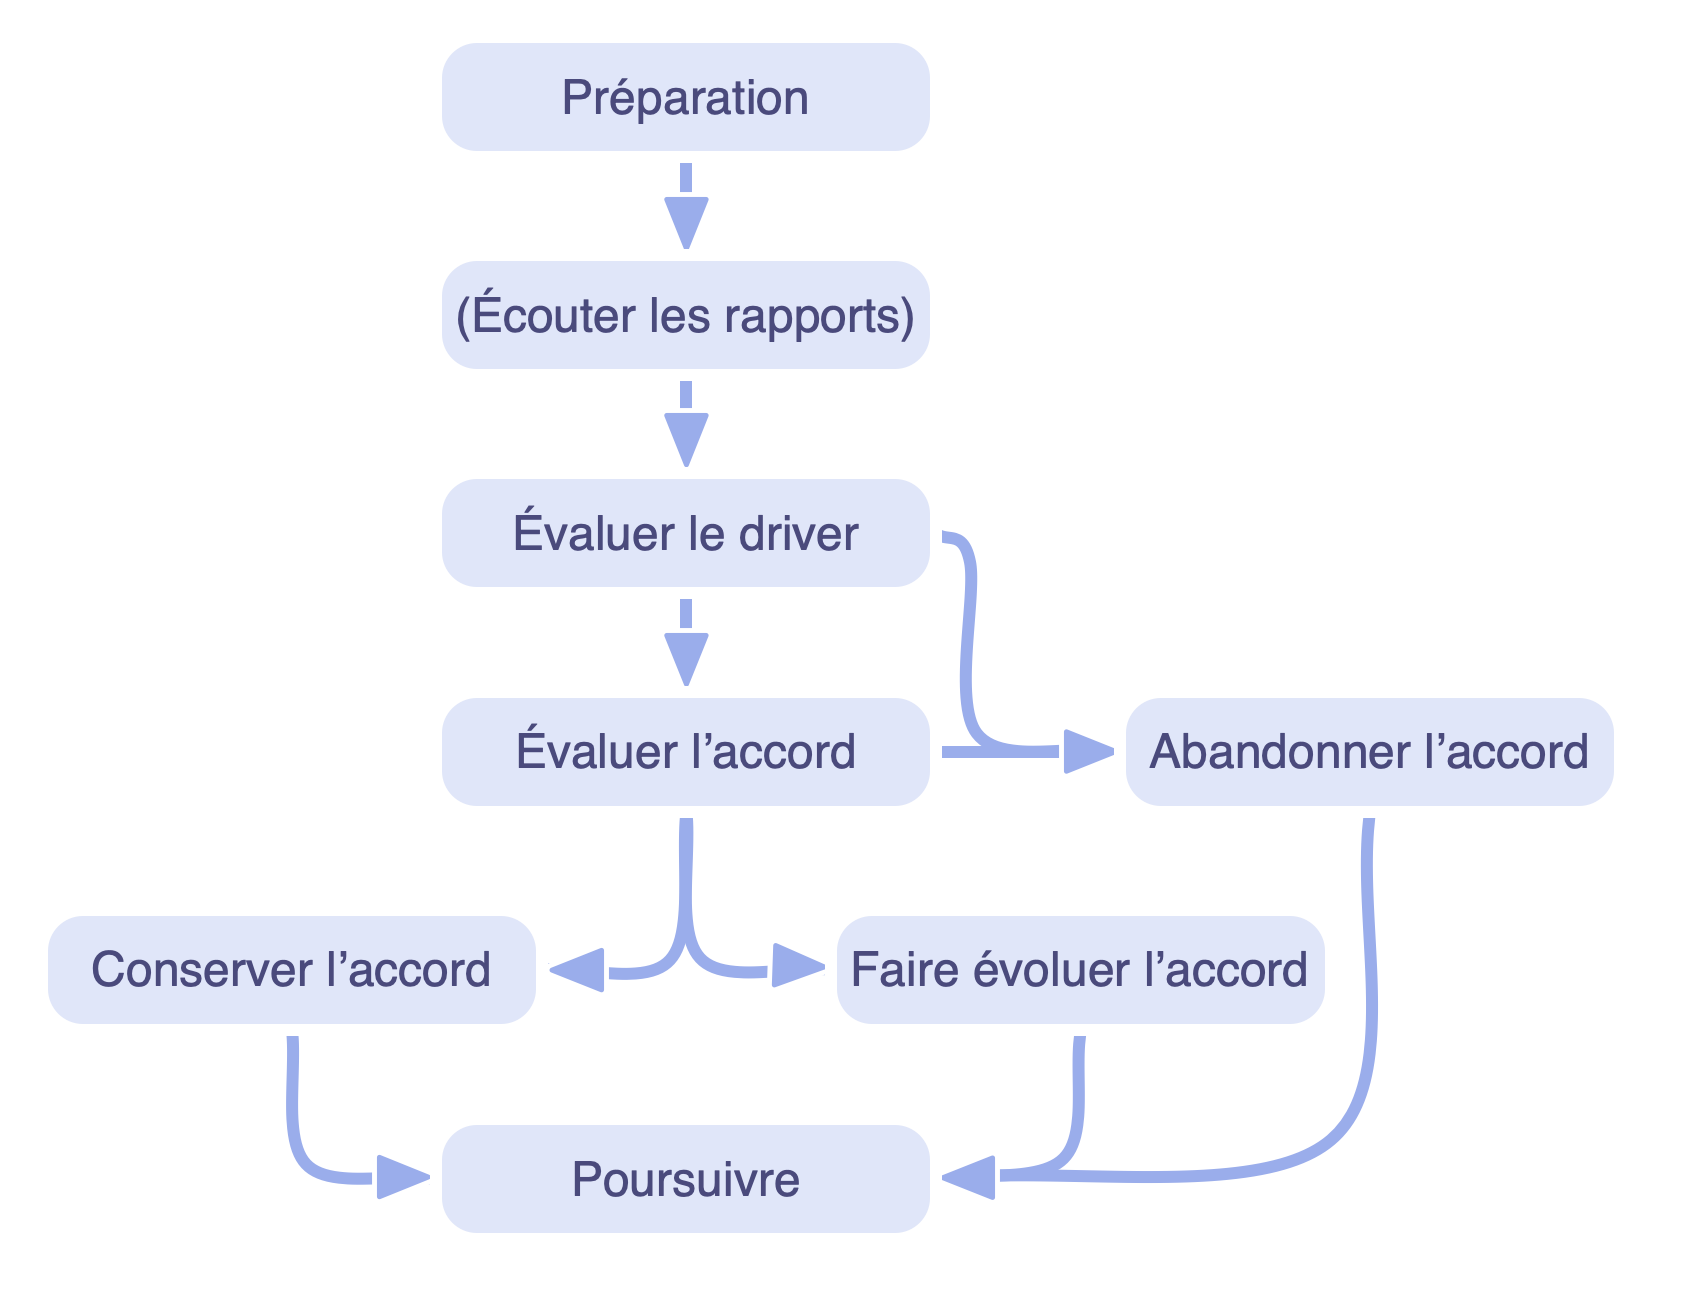 Préparation
(Écouter les rapports)
Évaluer le driver
Évaluer l’accord
Abandonner l’accord
Conserver l’accord
Faire évoluer l’accord
Poursuivre